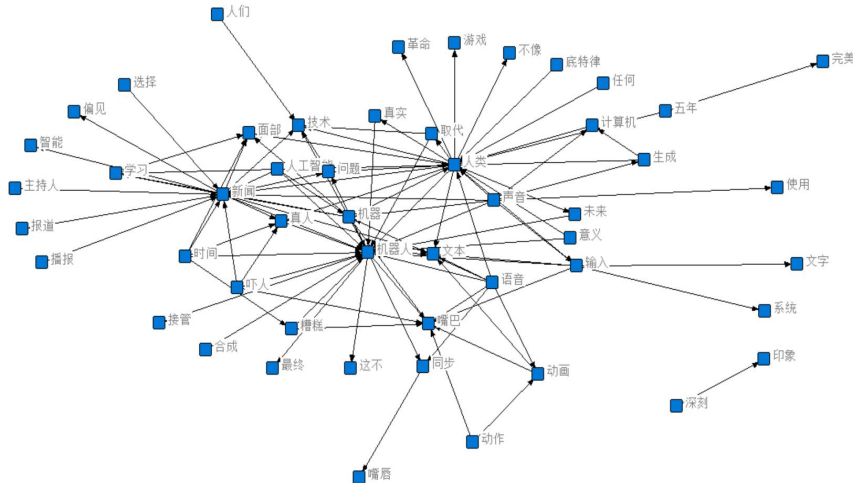 人们
革命
游戏
不像
底特律
完美
选择
任何
偏见
五年
技术
真实
计算机
面部
取代
智能
生成
人类
学习
人工智能
问题
主持人
新闻
使用
声音
未来
真人
机器
报道
意义
时间
机器人
文本
播报
输入
文字
语音
吓人
系统
接管
嘴巴
槽糕
合成
印象
最终
这不
同步
动画
深刻
动作
嘴唇